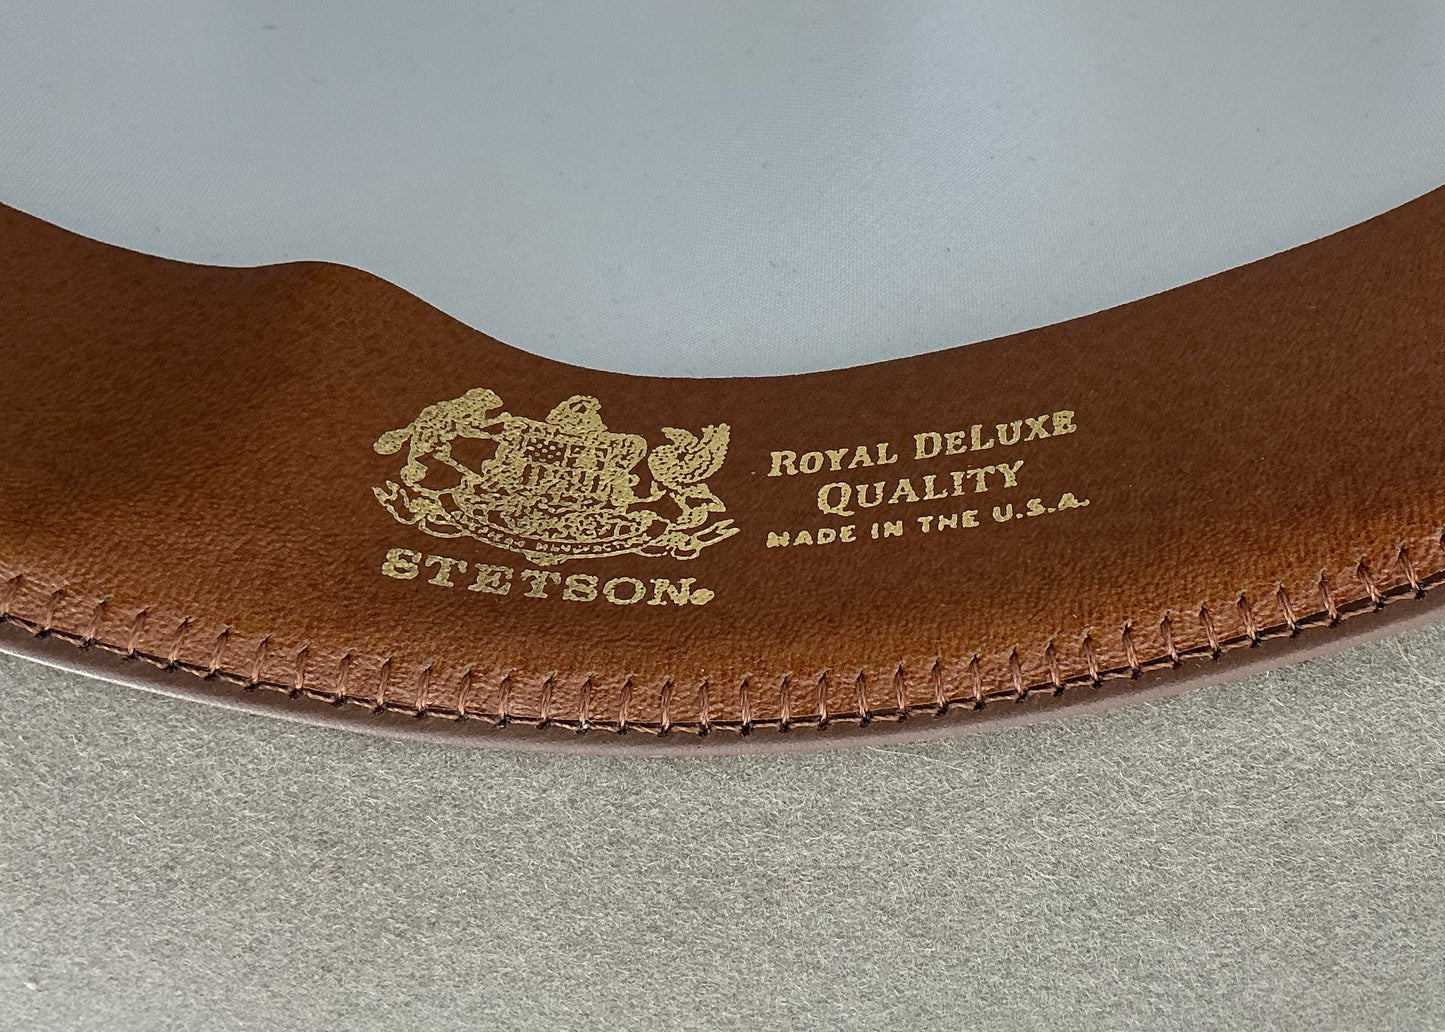 STETSON
ROYAL DELUXE
QUALITY
MADE IN THE U.S.A.